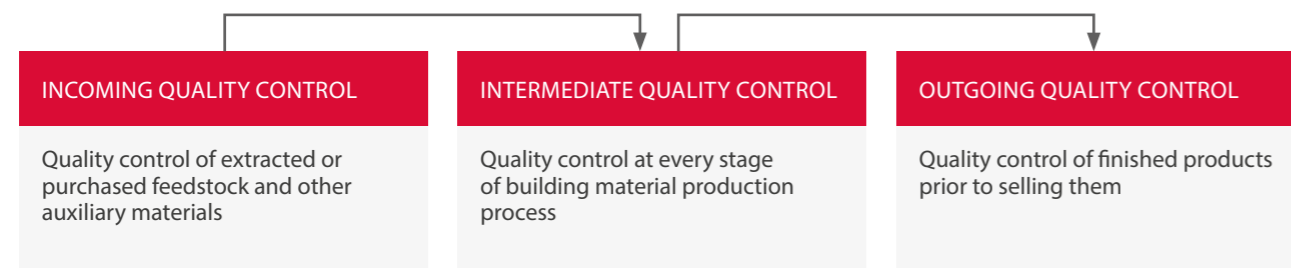 INCOMING QUALITY CONTROL
Quality control of extracted or
purchased feedstock and other
auxiliary materials
INTERMEDIATE QUALITY CONTROL
Quality control at every stage
of building material production
process
OUTGOING QUALITY CONTROL
Quality control of finished products
prior to selling them